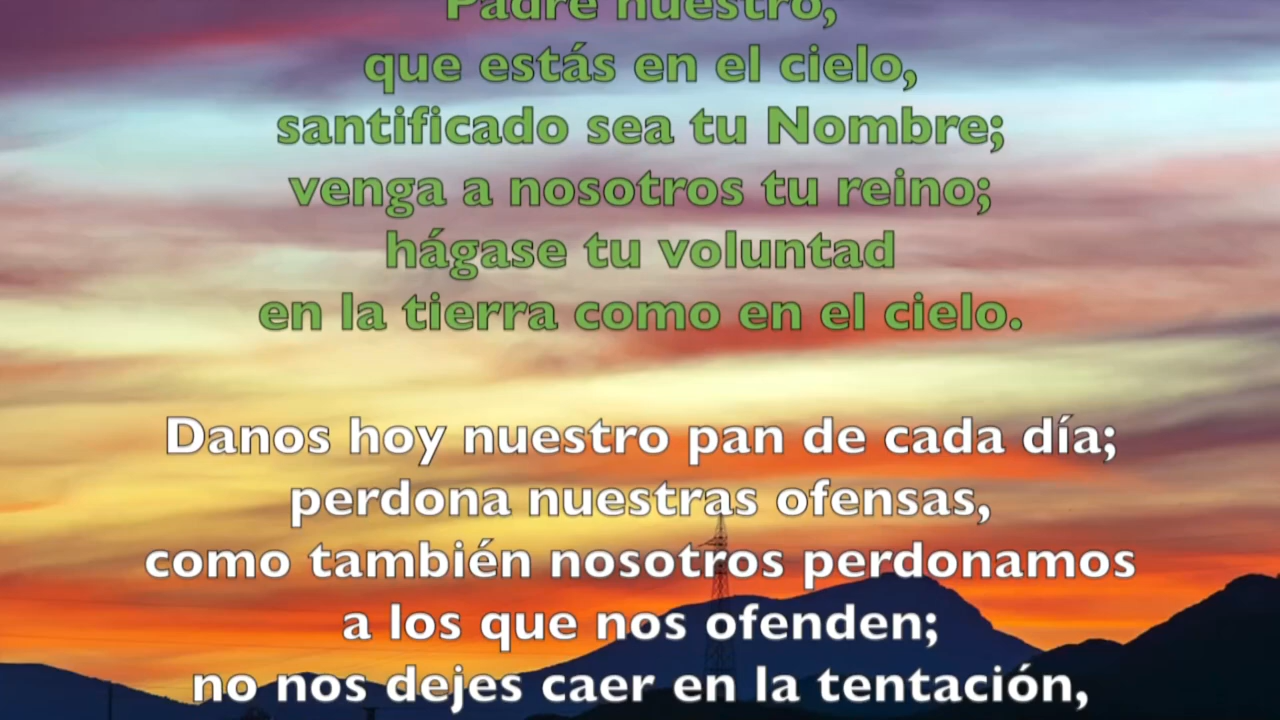 Padre nuestro,
que estás en el cielo,
santificado sea tu Nombre;
venga a nosotros tu reino;
hágase tu voluntad
en la tierra como en el cielo.
Danos hoy nuestro pan de cada día;
perdona nuestras ofensas,
como también nosotros perdonamos
a los que nos ofenden;
no nos dejes caer en la tentación,